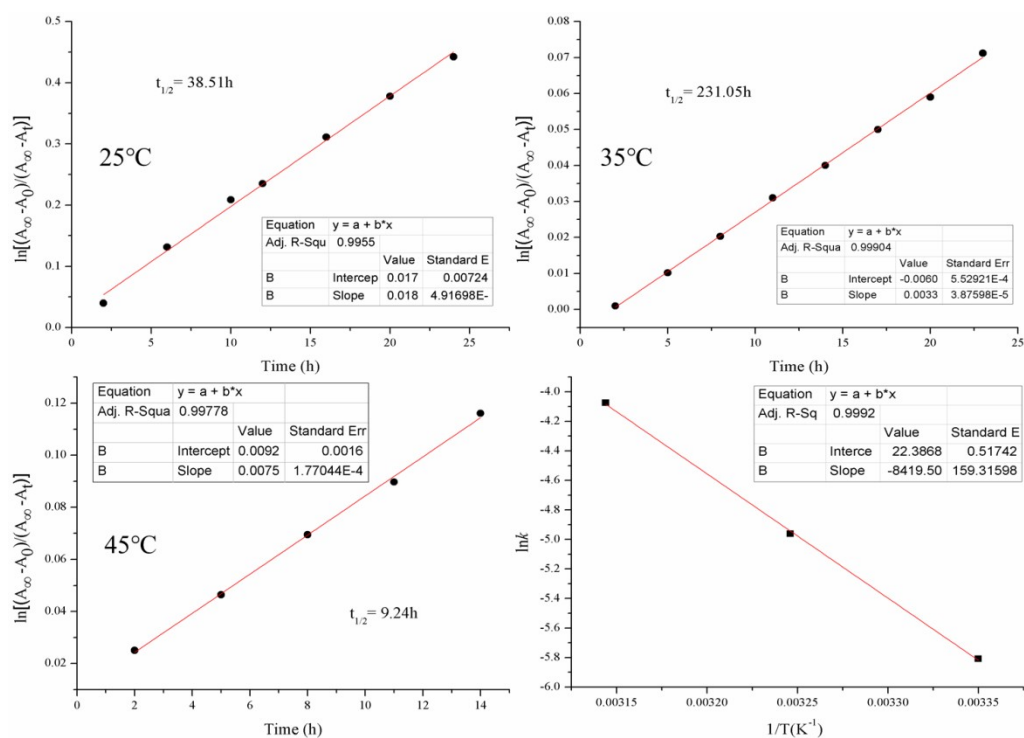 ln[(A∞ -A0)/(A∞ -At)]
0.5
0.4
0.3
0.2
0.1
0.0
t1/2= 38.51h
25°C
Equation y = a + b*x
Adj. R-Squ 0.9955
Value Standard E
B Intercep 0.017 0.00724
B Slope 0.018 4.91698E-
0 5 10 15 20 25
Time (h)
ln[(A∞ -A0)/(A∞ -At)]
0.08
0.07
0.06
0.05
0.04
0.03
0.02
0.01
0.00
t1/2= 231.05h
35°C
Equation y = a + b*x
Adj. R-Squa 0.99904
Value Standard Err
B Intercept -0.0060 5.52921E-4
B Slope 0.0033 3.87598E-5
0 5 10 15 20 25
Time (h)
ln[(A∞ -A0)/(A∞ -At)]
0.12
0.10
0.08
0.06
0.04
0.02
Equation y = a + b*x
Adj. R-Squa 0.99778
Value Standard Err
B Intercept 0.0092 0.0016
B Slope 0.0075 1.77044E-4
45°C
t1/2= 9.24h
0 2 4 6 8 10 12 14
Time (h)
lnk
-4.0
-4.2
-4.4
-4.6
-4.8
-5.0
-5.2
-5.4
-5.6
-5.8
-6.0
Equation y = a + b*x
Adj. R-Sq 0.9992
Value Standard E
B Interce 22.3868 0.51742
B Slope -8419.50 159.31598
0.00315 0.00320 0.00325 0.00330 0.00335
1/T(K-1)